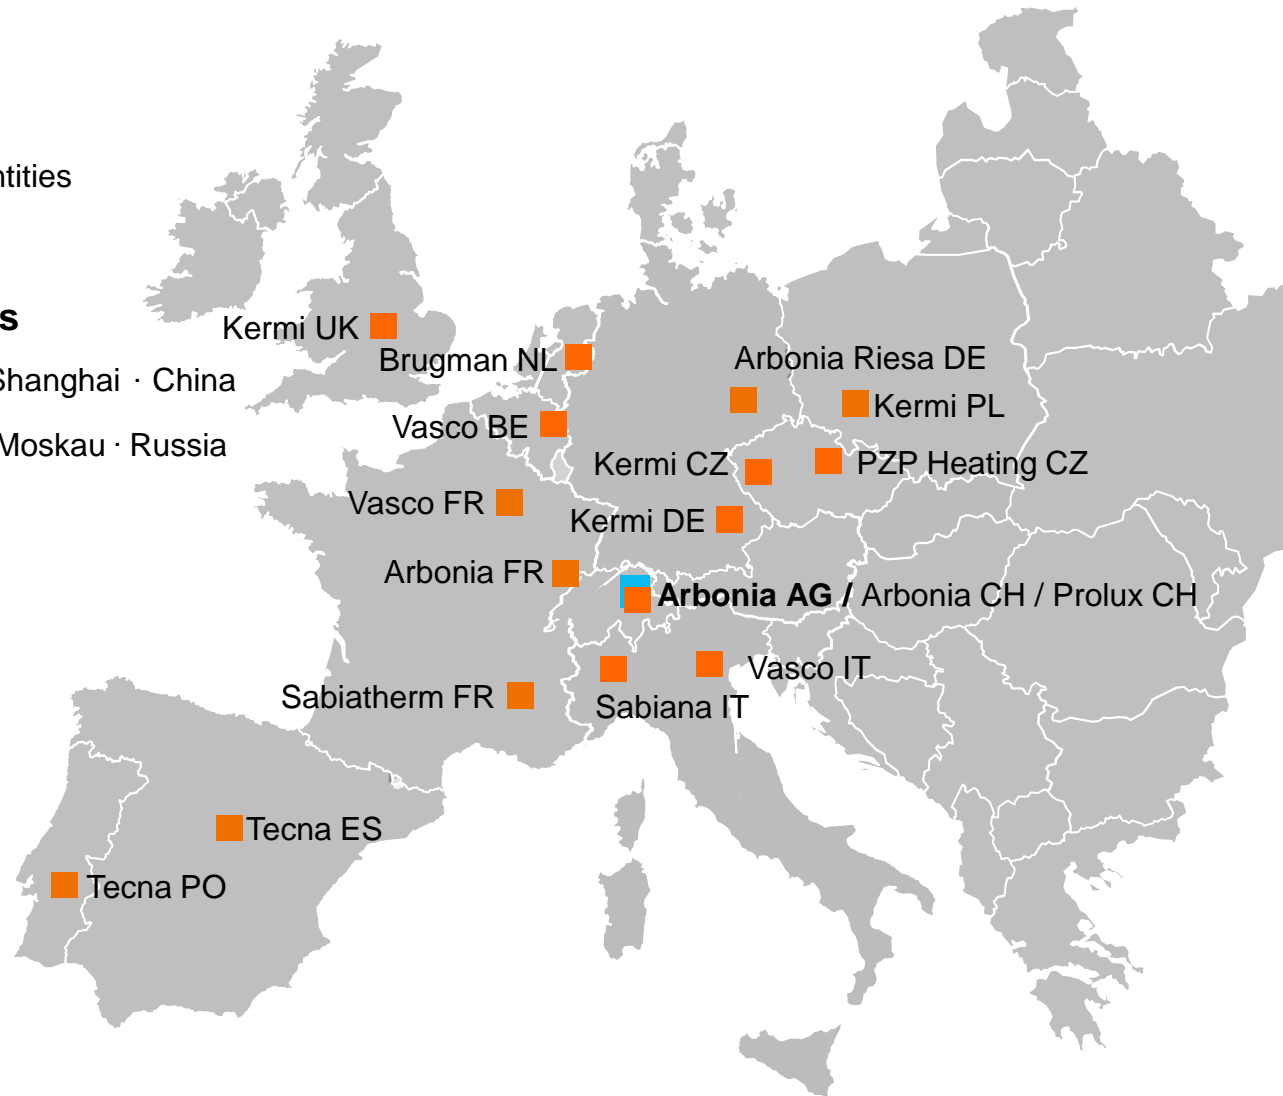 ntities
s
Shanghai · China
Moskau · Russia
Kermi UK
Brugman NL
Arbonia Riesa DE
Kermi PL
Vasco BE
Kermi CZ
PZP Heating CZ
Vasco FR
Kermi DE
Arbonia FR
Arbonia AG / Arbonia CH / Prolux CH
Vasco IT
Sabiatherm FR
Sabiana IT
Tecna ES
Tecna PO